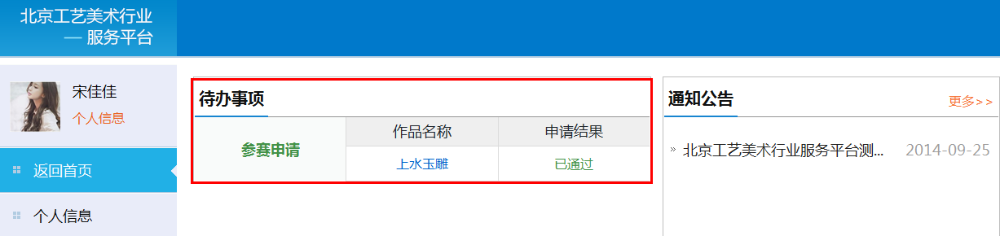 北京工艺美术行业
— 服务平台
宋佳佳
个人信息
返回首页
个人信息
待办事项
作品名称 申请结果
参赛申请
上水玉雕 已通过
通知公告 更多>>
北京工艺美术行业服务平台测... 2014-09-25